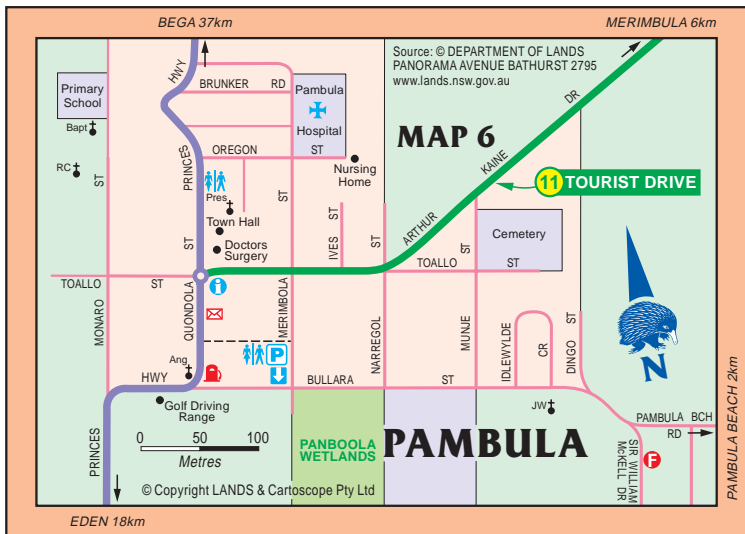 BEGA 37km
MERIMBULA 6km
Source: © DEPARTMENT OF LANDS
PANORAMA AVENUE BATHURST 2795
www.lands.nsw.gov.au
HWY
BRUNKER RD
Primary
School
Pambula
Hospital
Bapt
MAP 6
DR
KAINE
ARTHUR
PRINCES
OREGON ST
RC
ST
Nursing
Home
11 TOURIST DRIVE
Pres
Town Hall
Doctors
Surgery
ST
ST
IVES ST
ST
ST
Cemetery
TOALLO ST
TOALLO ST
i
MONARO
QUONDOLA
MERIMBOLA
NARREGOL
MUNJE
IDLEWYLDE
CR
DINGO ST
N
P
Ang
HWY
BULLARA ST
Golf Driving
Range
JW
PAMBULA BCH
RD
PAMBULA BEACH 2km
0 50 100
Metres
PANBOOLA
WETLANDS
PAMBULA
SIR WILLIAM
McKELL DR
F
PRINCES
© Copyright LANDS & Cartoscope Pty Ltd
EDEN 18km